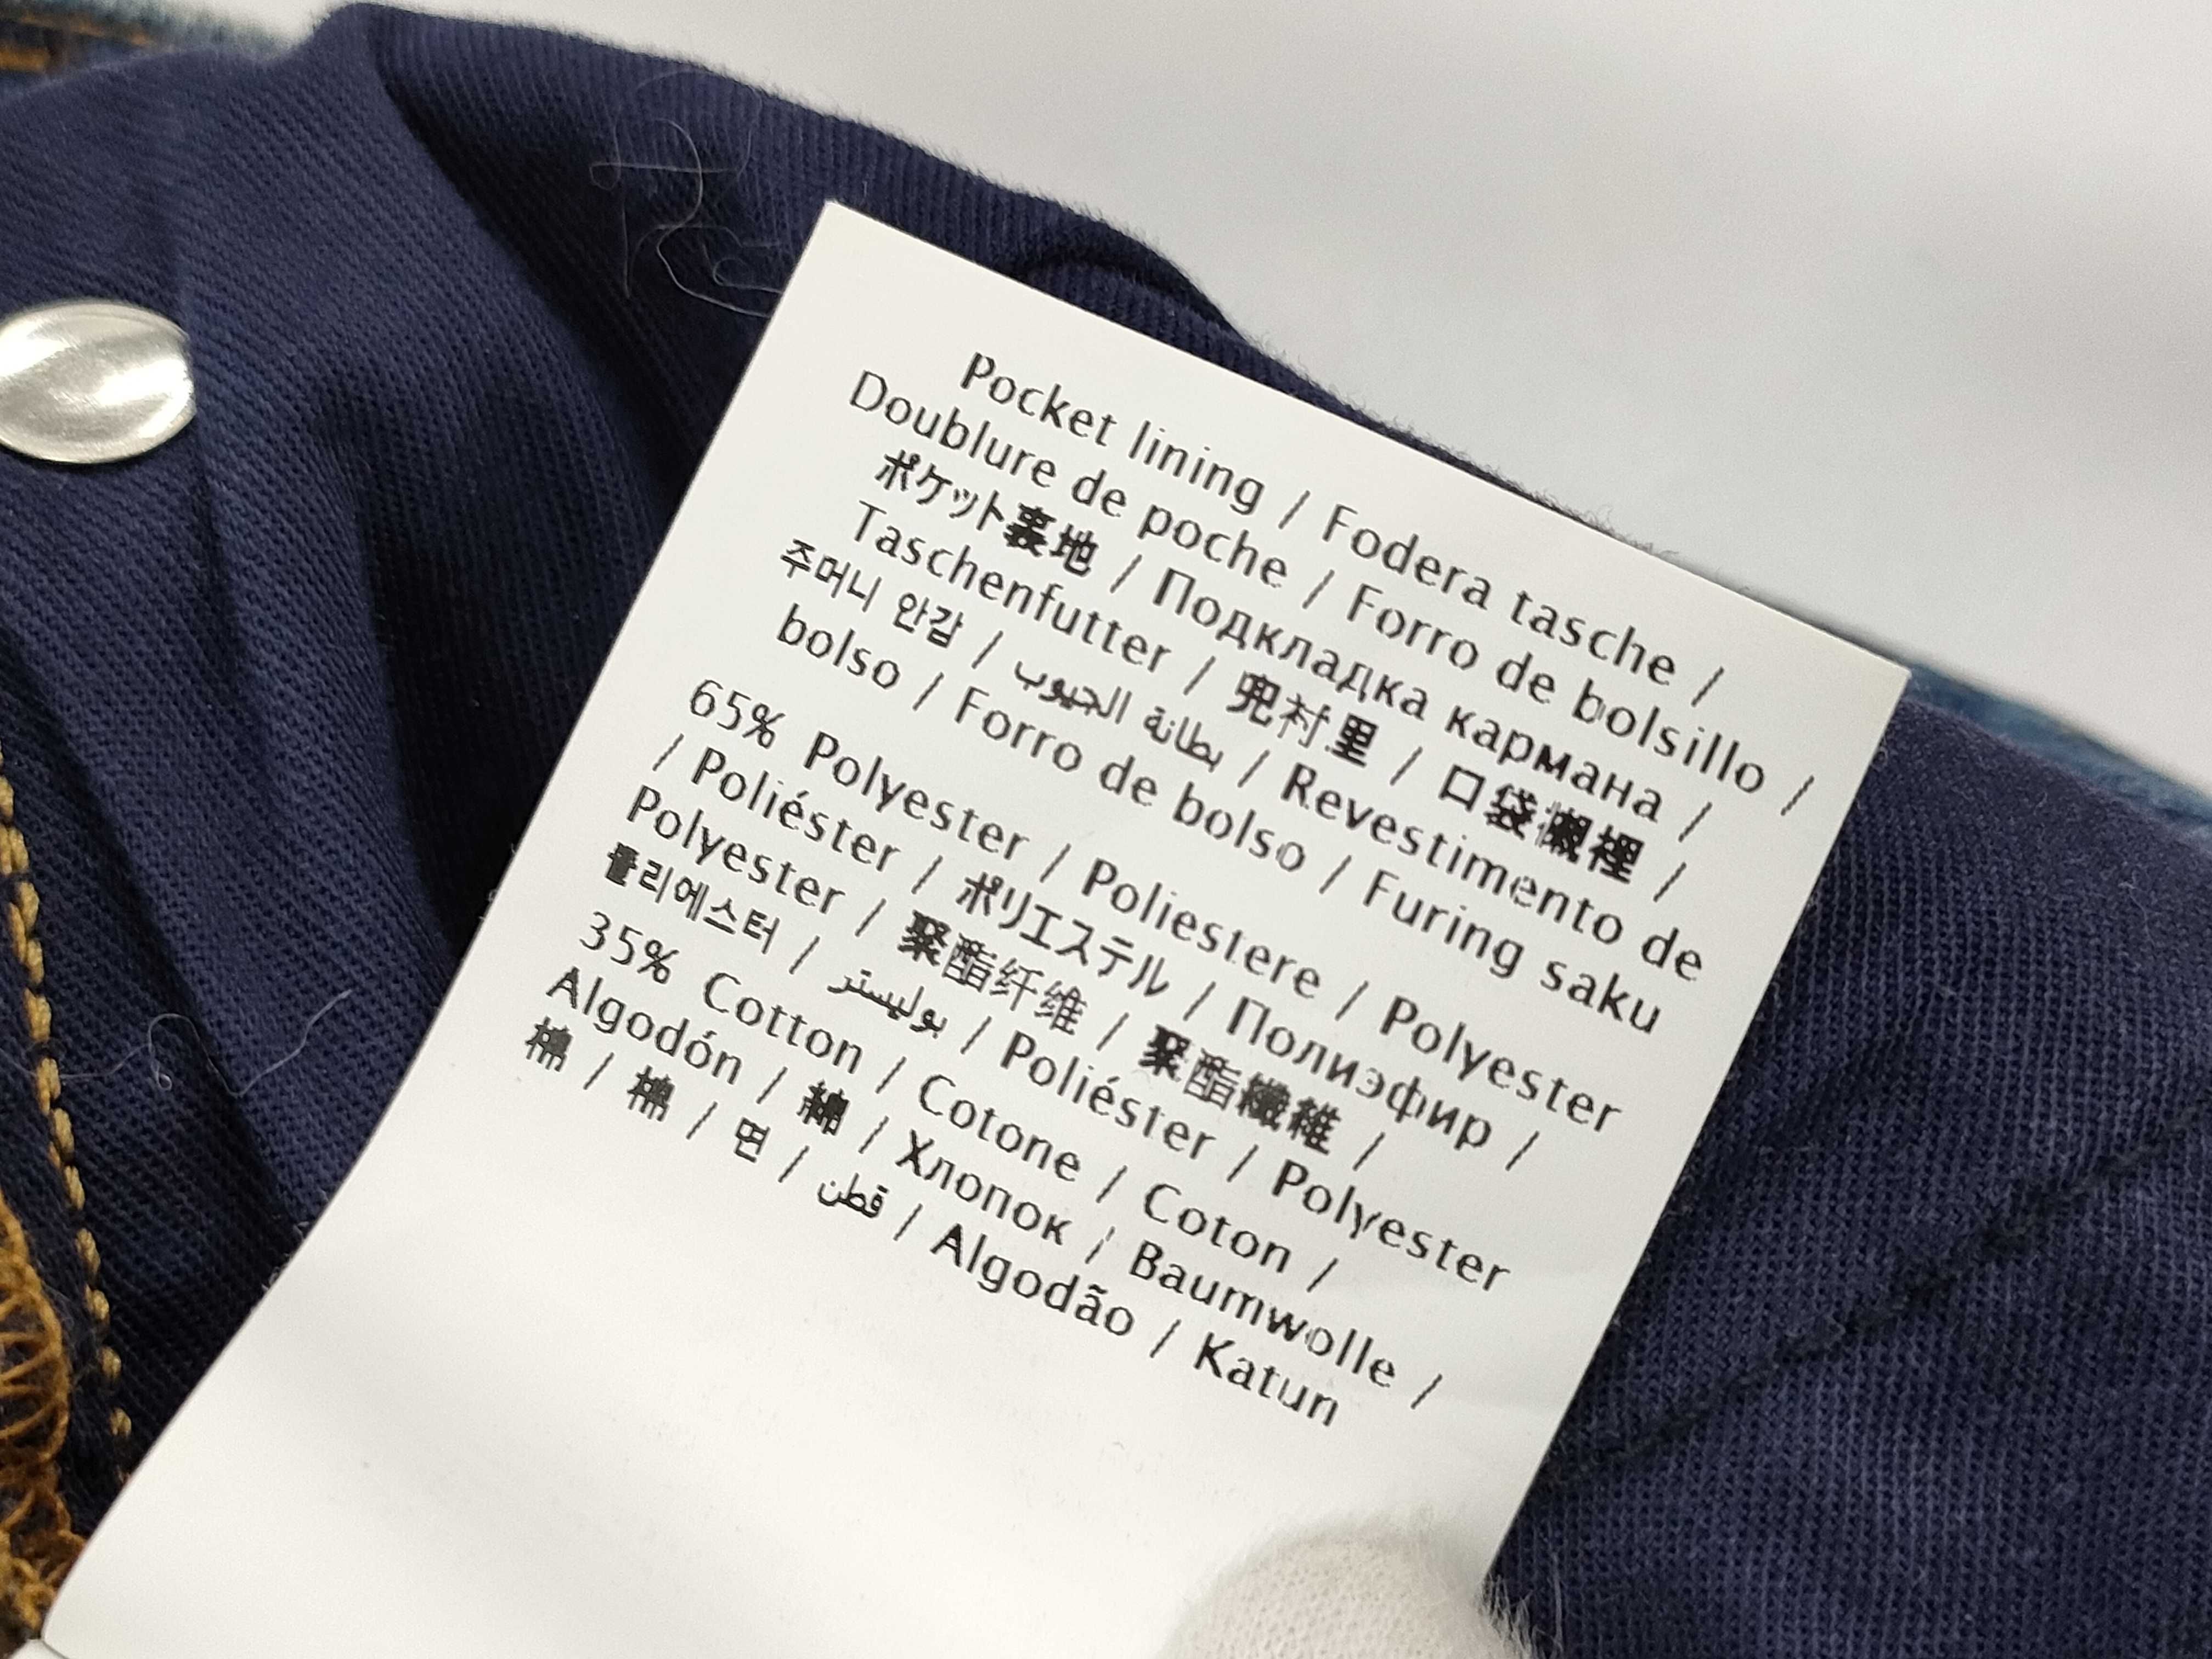 Pocket lining / Fodera tasche /
Doublure de poche / Forro de bolsillo /
ポケット裏地 / Подкладка кармана /
Taschenfutter / 兜衬里 / 口袋襯裡 /
주머니 안감 / بطانة الجيوب / Revestimento de
bolso / Forro de bolso / Furing saku
65% Polyester / Poliestere / Polyester
/ Poliéster / ポリエステル / Полиэфир /
Polyester / 聚酯纤维 / 聚酯纖維 /
폴리에스터 / بوليستر / Poliéster / Polyester
35% Cotton / Cotone / Coton /
Algodón / 綿 / Хлопок / Baumwolle /
棉 / 棉 / 면 / قطن / Algodão / Katun